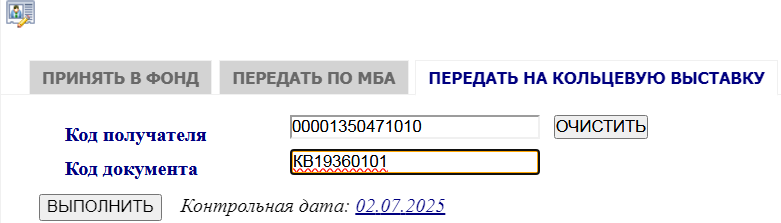 ПРИНЯТЬ В ФОНД ПЕРЕДАТЬ ПО МБА ПЕРЕДАТЬ НА КОЛЬЦЕВУЮ ВЫСТАВКУ
Код получателя 00001350471010 ОЧИСТИТЬ
Код документа КВ19360101
ВЫПОЛНИТЬ Контрольная дата: 02.07.2025